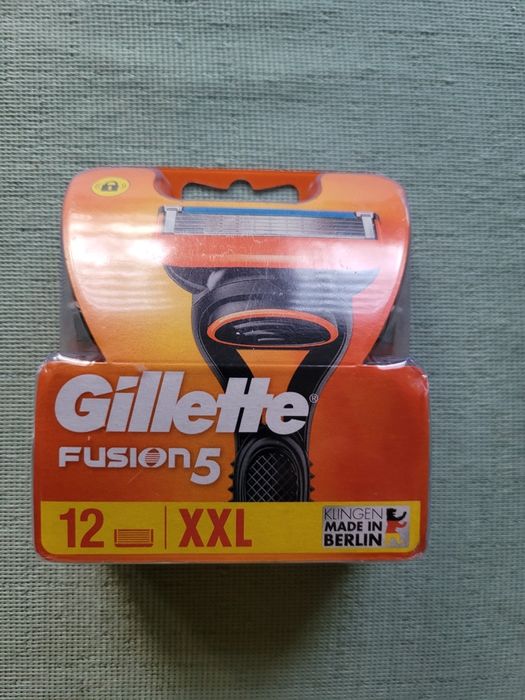 Gillette®
FUSION5
12 XXL
KLINGEN
MADE IN
BERLIN